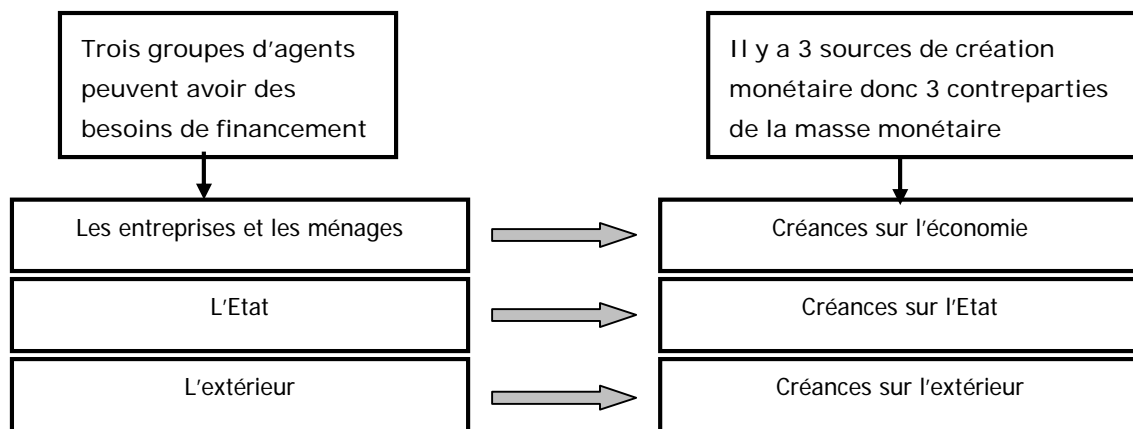 Trois groupes d'agents
peuvent avoir des
besoins de financement
Il y a 3 sources de création
monétaire donc 3 contreparties
de la masse monétaire
Les entreprises et les ménages
Créances sur l'économie
L'Etat
Créances sur l'Etat
L'extérieur
Créances sur l'extérieur